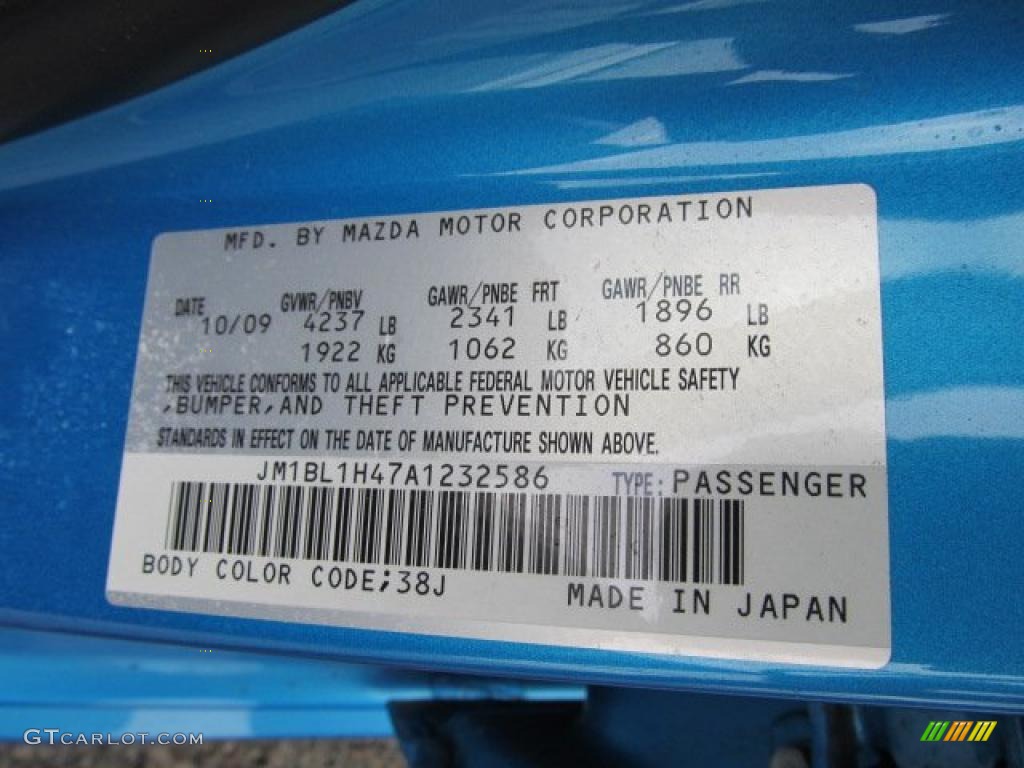 MFD. BY MAZDA MOTOR CORPORATION
DATE GVWR/PNBV GAWR/PNBE FRT GAWR/PNBE RR
10/09 4237 LB 2341 LB 1896 LB
1922 KG 1062 KG 860 KG
THIS VEHICLE CONFORMS TO ALL APPLICABLE FEDERAL MOTOR VEHICLE SAFETY
,BUMPER,AND THEFT PREVENTION
STANDARDS IN EFFECT ON THE DATE OF MANUFACTURE SHOWN ABOVE.
JM1BL1H47A1232586 TYPE: PASSENGER
BODY COLOR CODE;38J MADE IN JAPAN
GTCARLOT.COM